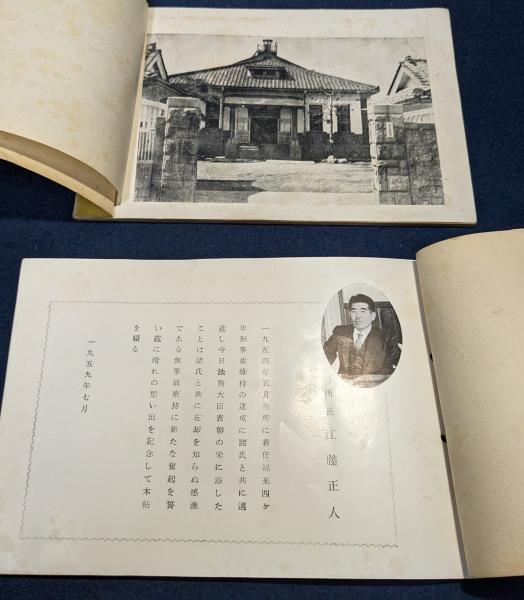 所長 江藤正人
一九五四年五月当所に着任以来四ヶ
年無事故維持の達成に諸氏と共に邁
進し今日法務大臣表彰の栄に浴した
ことは諸氏と共に忘却を知らぬ感激
である無事故維持に新たな奮起を誓
い茲に晴れの想い出を記念して本帖
を綴る
一九五九年七月